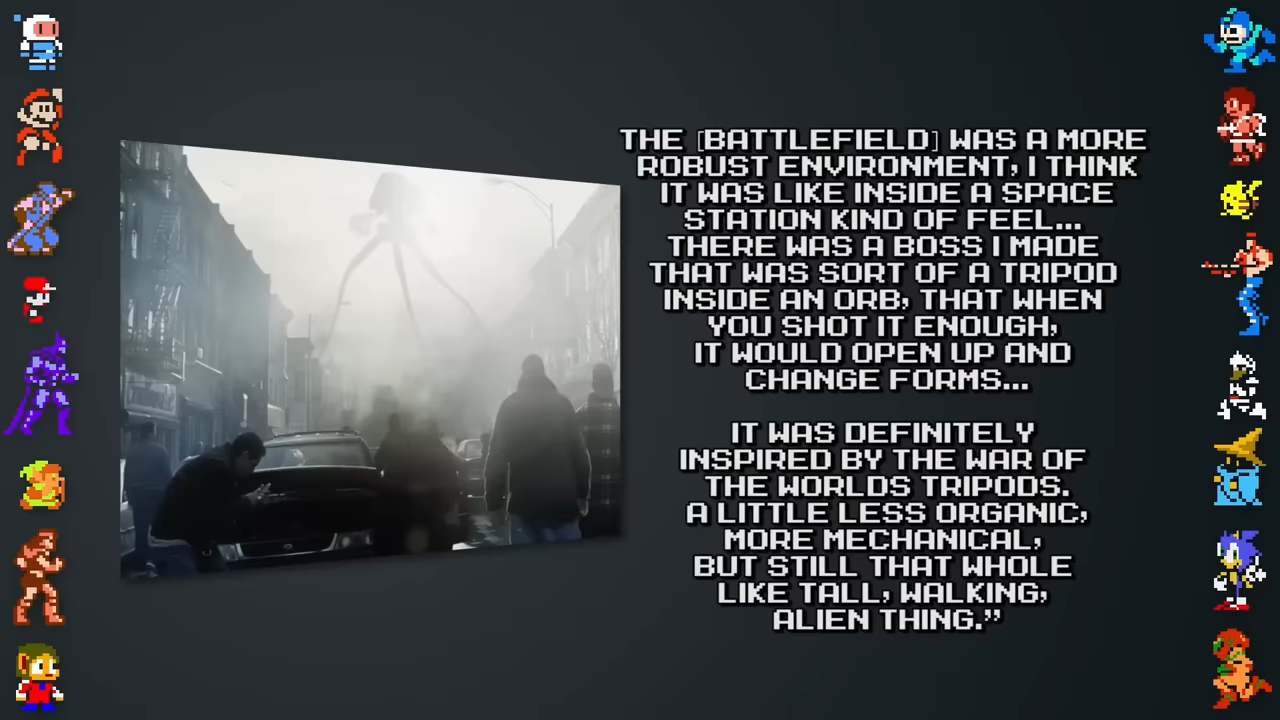 THE [BATTLEFIELD] WAS A MORE
ROBUST ENVIRONMENT, I THINK
IT WAS LIKE INSIDE A SPACE
STATION KIND OF FEEL...
THERE WAS A BOSS I MADE
THAT WAS SORT OF A TRIPOD
INSIDE AN ORB, THAT WHEN
YOU SHOT IT ENOUGH,
IT WOULD OPEN UP AND
CHANGE FORMS...
IT WAS DEFINITELY
INSPIRED BY THE WAR OF
THE WORLDS TRIPODS.
A LITTLE LESS ORGANIC,
MORE MECHANICAL,
BUT STILL THAT WHOLE
LIKE TALL, WALKING,
ALIEN THING.”